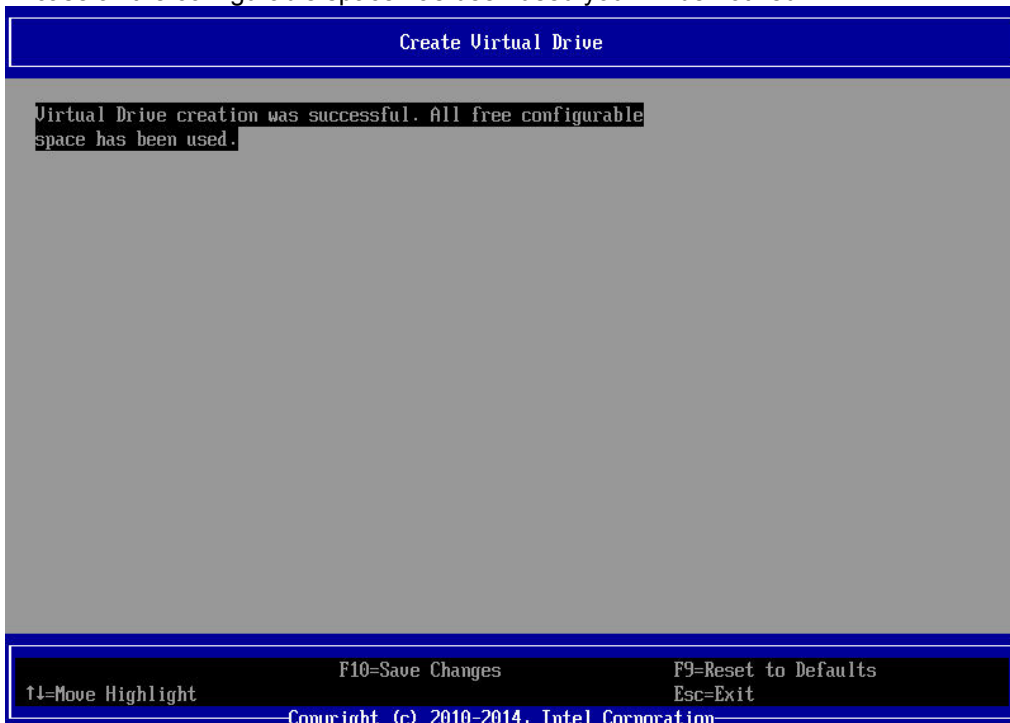 Create Virtual Drive
Virtual Drive creation was successful. All free configurable
space has been used.
F10=Save Changes F9=Reset to Defaults
↑↓=Move Highlight Esc=Exit
Copyright (c) 2010-2014, Intel Corporation